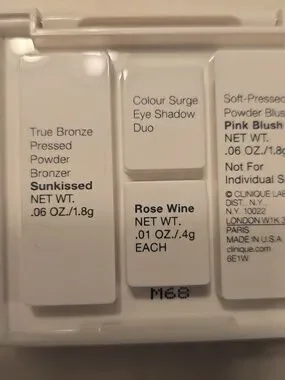 True Bronze
Pressed
Powder
Bronzer
Sunkissed
NET WT.
.06 OZ./1.8g
Colour Surge
Eye Shadow
Duo
Rose Wine
NET WT.
.01 OZ./.4g
EACH
M68
Soft-Pressed
Powder Blus
Pink Blush
NET WT.
.06 OZ./1.8g
Not For
Individual S
© CLINIQUE LAB
DIST., N.Y.,
N.Y. 10022
LONDON W1K 3
PARIS
MADE IN U.S.A.
clinique.com
6E1W